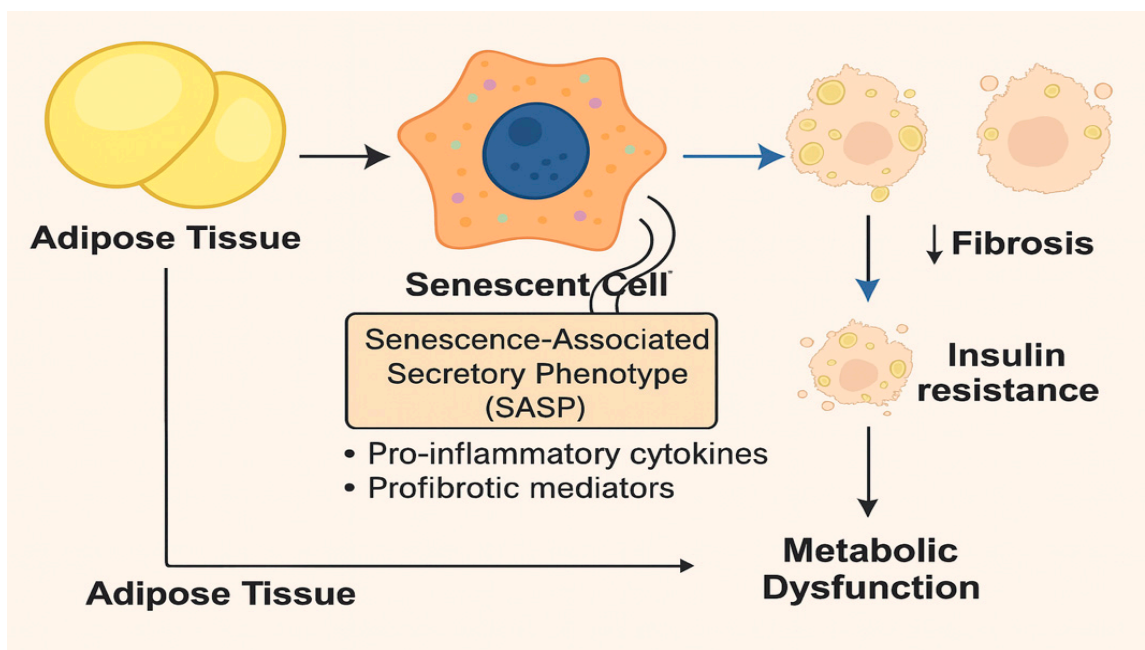 Adipose Tissue
Senescent Cell
Senescence-Associated
Secretory Phenotype
(SASP)
• Pro-inflammatory cytokines
• Profibrotic mediators
↓ Fibrosis
Insulin
resistance
Metabolic
Dysfunction
Adipose Tissue